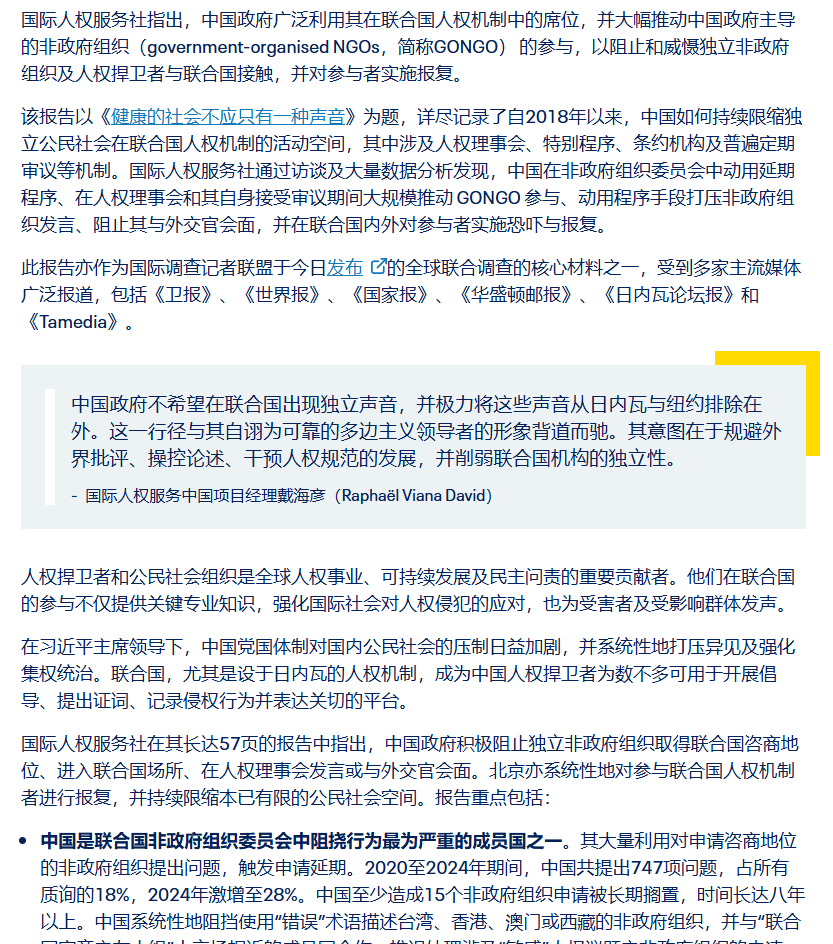 国际人权服务社指出，中国政府广泛利用其在联合国人权机制中的席位，并大幅推动中国政府主导
的非政府组织（government-organised NGOs，简称GONGO） 的参与，以阻止和威慑独立非政府
组织及人权捍卫者与联合国接触，并对参与者实施报复。
该报告以《健康的社会不应只有一种声音》为题，详尽记录了自2018年以来，中国如何持续限缩独
立公民社会在联合国人权机制的活动空间，其中涉及人权理事会、特别程序、条约机构及普遍定期
审议等机制。国际人权服务社通过访谈及大量数据分析发现，中国在非政府组织委员会中动用延期
程序、在人权理事会和其自身接受审议期间大规模推动 GONGO 参与、动用程序手段打压非政府组
织发言、阻止其与外交官会面，并在联合国内外对参与者实施恐吓与报复。
此报告亦作为国际调查记者联盟于今日发布 的全球联合调查的核心材料之一，受到多家主流媒体
广泛报道，包括《卫报》、《世界报》、《国家报》、《华盛顿邮报》、《日内瓦论坛报》和
《Tamedia》。
中国政府不希望在联合国出现独立声音，并极力将这些声音从日内瓦与纽约排除在
外。这一行径与其自诩为可靠的多边主义领导者的形象背道而驰。其意图在于规避外
界批评、操控论述、干预人权规范的发展，并削弱联合国机构的独立性。
- 国际人权服务中国项目经理戴海彦（Raphaël Viana David）
人权捍卫者和公民社会组织是全球人权事业、可持续发展及民主问责的重要贡献者。他们在联合国
的参与不仅提供关键专业知识，强化国际社会对人权侵犯的应对，也为受害者及受影响群体发声。
在习近平主席领导下，中国党国体制对国内公民社会的压制日益加剧，并系统性地打压异见及强化
集权统治。联合国，尤其是设于日内瓦的人权机制，成为中国人权捍卫者为数不多可用于开展倡
导、提出证词、记录侵权行为并表达关切的平台。
国际人权服务社在其长达57页的报告中指出，中国政府积极阻止独立非政府组织取得联合国咨商地
位、进入联合国场所、在人权理事会发言或与外交官会面。北京亦系统性地对参与联合国人权机制
者进行报复，并持续限缩本已有限的公民社会空间。报告重点包括：
• 中国是联合国非政府组织委员会中阻挠行为最为严重的成员国之一。其大量利用对申请咨商地位
的非政府组织提出问题，触发申请延期。2020至2024年期间，中国共提出747项问题，占所有
质询的18%，2024年激增至28%。中国至少造成15个非政府组织申请被长期搁置，时间长达八年
以上。中国系统性地阻挡使用“错误”术语描述台湾、香港、澳门或西藏的非政府组织，并与“联合